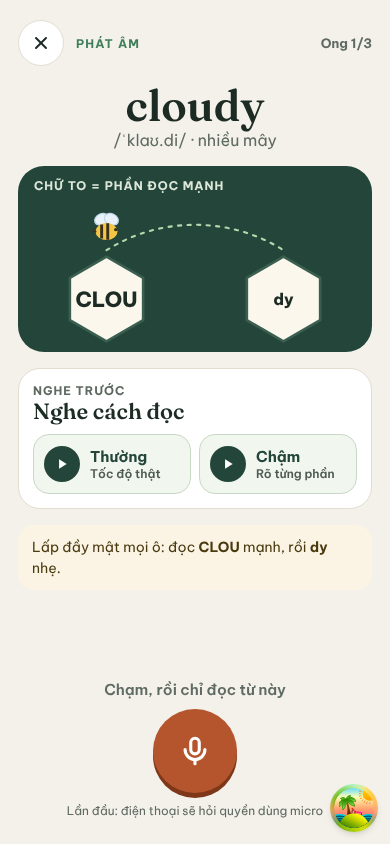 PHÁT ÂM
Ong 1/3
cloudy
/ˈklaʊ.di/ · nhiều mây
CHỮ TO = PHẦN ĐỌC MẠNH
CLOU
dy
NGHE TRƯỚC
Nghe cách đọc
Thường
Tốc độ thật
Chậm
Rõ từng phần
Lấp đầy mật mọi ô: đọc CLOU mạnh, rồi dy
nhẹ.
Chạm, rồi chỉ đọc từ này
Lần đầu: điện thoại sẽ hỏi quyền dùng micro